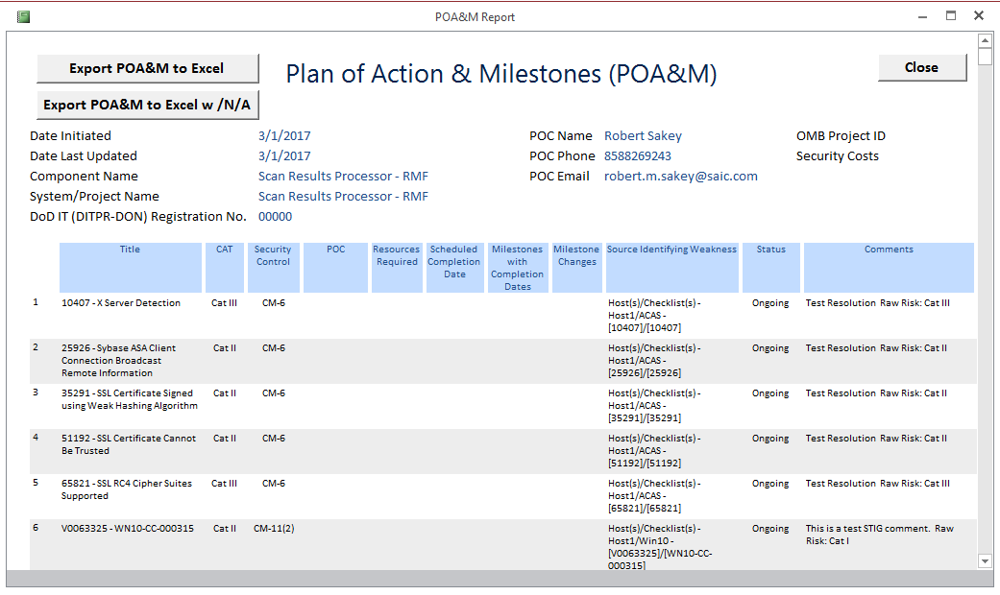 POA&M Report
Export POA&M to Excel
Plan of Action & Milestones (POA&M)
Close
Export POA&M to Excel w /N/A
Date Initiated 3/1/2017 POC Name Robert Sakey OMB Project ID
Date Last Updated 3/1/2017 POC Phone 8588269243 Security Costs
Component Name Scan Results Processor - RMF POC Email robert.m.sakey@saic.com
System/Project Name Scan Results Processor - RMF
DoD IT (DITPR-DON) Registration No. 00000
Title CAT Security POC Resources Scheduled Milestones Milestone Source Identifying Weakness Status Comments
Control Required Completion with Changes
Date Completion
Dates
1 10407 - X Server Detection Cat III CM-6 Host(s)/Checklist(s) - Ongoing Test Resolution Raw Risk: Cat III
Host1/ACAS -
[10407]/[10407]
2 25926 - Sybase ASA Client Cat II CM-6 Host(s)/Checklist(s) - Ongoing Test Resolution Raw Risk: Cat II
Connection Broadcast Host1/ACAS -
Remote Information [25926]/[25926]
3 35291 - SSL Certificate Signed Cat II CM-6 Host(s)/Checklist(s) - Ongoing Test Resolution Raw Risk: Cat II
using Weak Hashing Algorithm Host1/ACAS -
[35291]/[35291]
4 51192 - SSL Certificate Cannot Cat II CM-6 Host(s)/Checklist(s) - Ongoing Test Resolution Raw Risk: Cat II
Be Trusted Host1/ACAS -
[51192]/[51192]
5 65821 - SSL RC4 Cipher Suites Cat III CM-6 Host(s)/Checklist(s) - Ongoing Test Resolution Raw Risk: Cat III
Supported Host1/ACAS -
[65821]/[65821]
6 V0063325 - WN10-CC-000315 Cat II CM-11(2) Host(s)/Checklist(s) - Ongoing This is a test STIG comment. Raw
Host1/Win10 - Risk: Cat I
[V0063325]/[WN10-CC-
000315]